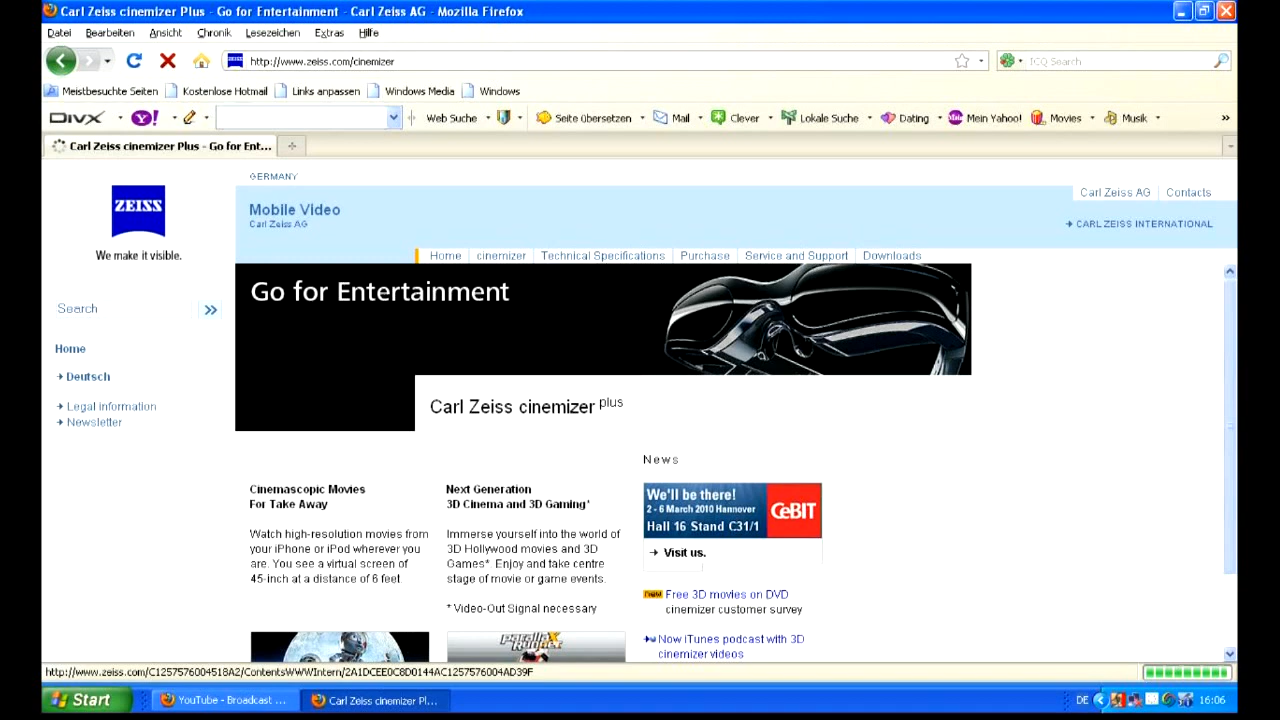 Carl Zeiss cinemizer Plus - Go for Entertainment - Carl Zeiss AG - Mozilla Firefox
Datei Bearbeiten Ansicht Chronik Lesezeichen Extras Hilfe
http://www.zeiss.com/cinemizer
ICQ Search
Meistbesuchte Seiten Kostenlose Hotmail Links anpassen Windows Media Windows
DIVX Y! Web Suche Seite übersetzen Mail Clever Lokale Suche Dating Mein Yahoo! Movies Musik »
Carl Zeiss cinemizer Plus - Go for Ent...
GERMANY
ZEISS
We make it visible.
Mobile Video
Carl Zeiss AG
Carl Zeiss AG Contacts
CARL ZEISS INTERNATIONAL
Home cinemizer Technical Specifications Purchase Service and Support Downloads
Search
Home
Deutsch
Legal information
Newsletter
Go for Entertainment
Carl Zeiss cinemizer plus
Cinemascopic Movies
For Take Away
Watch high-resolution movies from
your iPhone or iPod wherever you
are. You see a virtual screen of
45-inch at a distance of 6 feet.
Next Generation
3D Cinema and 3D Gaming*
Immerse yourself into the world of
3D Hollywood movies and 3D
Games*. Enjoy and take centre
stage of movie or game events.
* Video-Out Signal necessary
paralleX
Runner
News
We'll be there!
2 - 6 March 2010 Hannover
Hall 16 Stand C31/1
CeBIT
Visit us.
new Free 3D movies on DVD
cinemizer customer survey
Now iTunes podcast with 3D
cinemizer videos
http://www.zeiss.com/C1257576004518A2/ContentsWWWIntern/2A1DCEE0C8D0144AC1257576004AD39F
Start YouTube - Broadcast ... Carl Zeiss cinemizer Pl... DE 16:06